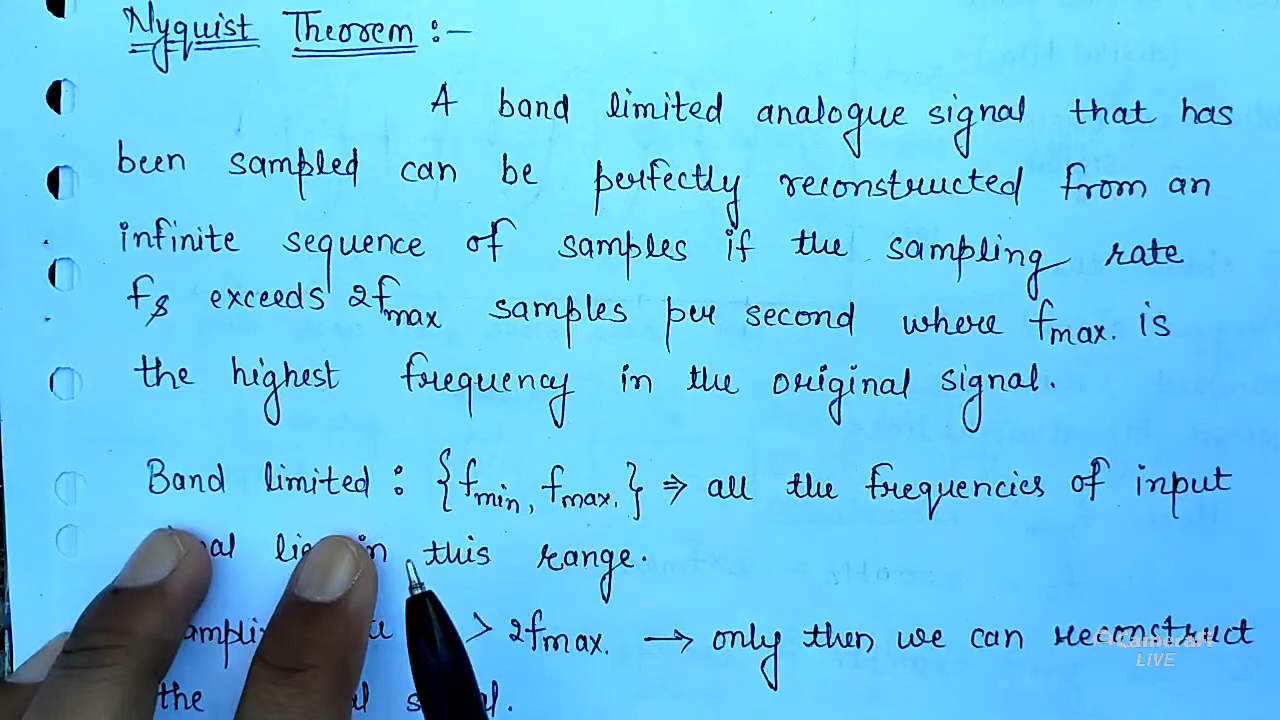 Nyquist Theorem :-
A band limited analogue signal that has
been sampled can be perfectly reconstructed from an
infinite sequence of samples if the sampling rate
fs exceeds 2fmax samples per second where fmax. is
the highest frequency in the original signal.
Band limited : {fmin, fmax.} ⇒ all the frequencies of input
in this range.
> 2fmax. → only then we can reconstruct
the
LIVE